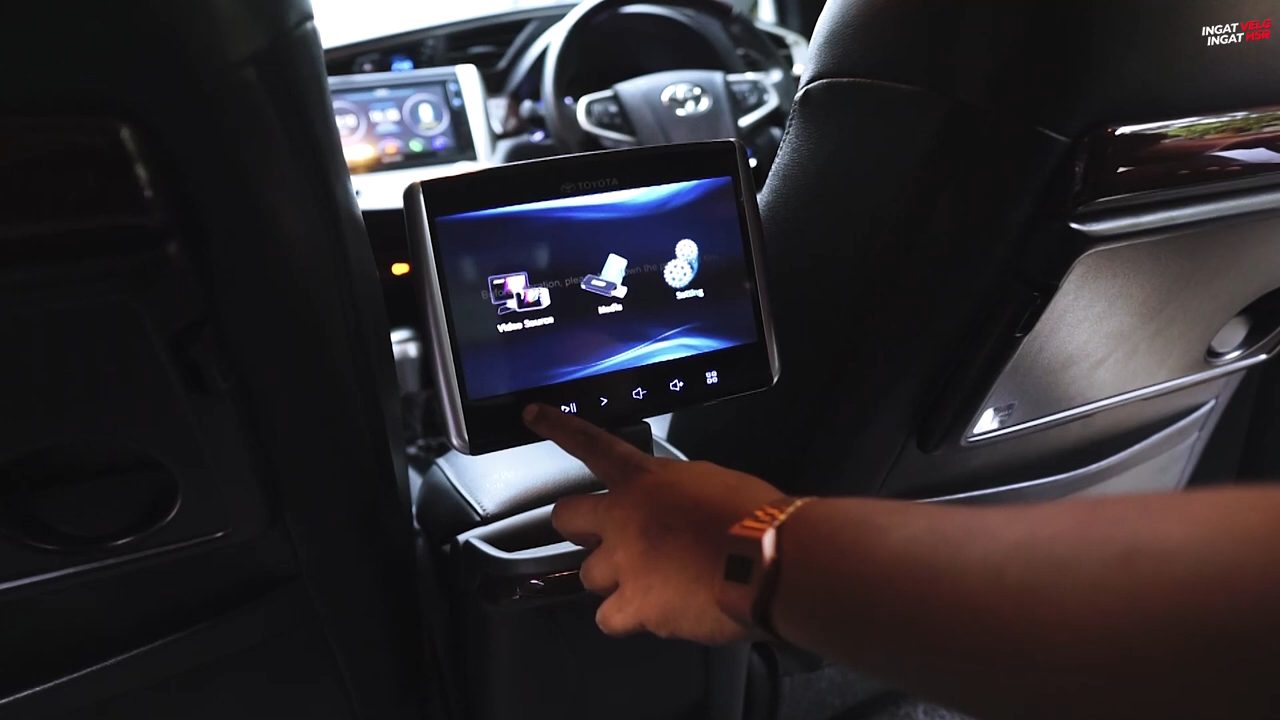 INGAT VELG
INGAT HSR
TOYOTA
Video Source
Media
Setting